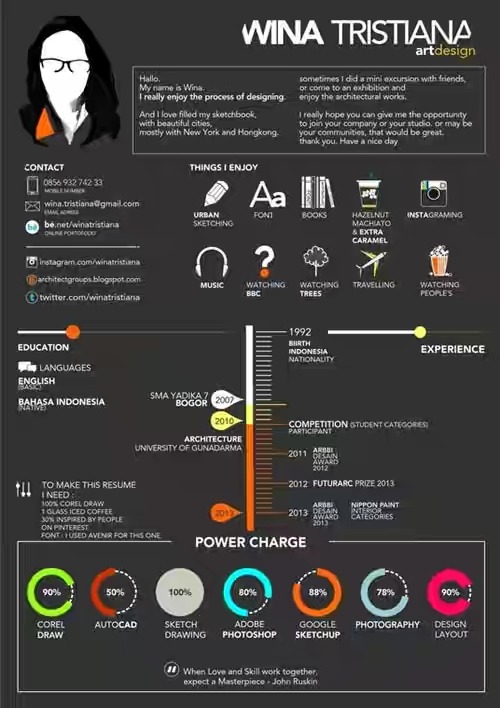 WINA TRISTIANA
artdesign
Hallo.
My name is Wina.
I really enjoy the process of designing.
And I love filled my sketchbook,
with beautiful cities,
mostly with New York and Hongkong.
sometimes I did a mini excursion with friends,
or come to an exhibition and
enjoy the architectural works.
I really hope you can give me the opportunity
to join your company or your studio. or may be
your communities, that would be great.
thank you. Have a nice day
CONTACT
0856 932 742 33
MOBILE NUMBER
wina.tristiana@gmail.com
EMAIL ADRESS
bē
bē.net/winatristiana
ONLINE PORTOFOLIO
winatristiana
architectgroups.blogspot.com
twitter.com/winatristiana
THINGS I ENJOY
URBAN
SKETCHING
Aa
FONT
BOOKS
HAZELNUT
MACHIATO
& EXTRA
CARAMEL
INSTAGRAMING
MUSIC
WATCHING
BBC
WATCHING
TREES
TRAVELLING
WATCHING
PEOPLE'S
EDUCATION
LANGUAGES
ENGLISH
(BASIC)
BAHASA INDONESIA
(NATIVE)
1992
BIIRTH
INDONESIA
NATIONALITY
EXPERIENCE
SMA YADIKA 7
BOGOR
2007
2010
ARCHITECTURE
UNIVERSITY OF GUNADARMA
COMPETITION (STUDENT CATEGORIES)
PARTICIPANT
2011 ARBBI
DESAIN
AWARD
2012
2012 FUTURARC PRIZE 2013
2013
2013 ARBBI
DESAIN
AWARD
2013
NIPPON PAINT
INTERIOR
CATEGORIES
TO MAKE THIS RESUME
I NEED :
100% COREL DRAW
1 GLASS ICED COFFEE
30% INSPIRED BY PEOPLE
ON PINTEREST
FONT : I USED AVENIR FOR THIS ONE
POWER CHARGE
90%
COREL
DRAW
50%
AUTOCAD
100%
SKETCH
DRAWING
80%
ADOBE
PHOTOSHOP
88%
GOOGLE
SKETCHUP
78%
PHOTOGRAPHY
90%
DESIGN
LAYOUT
When Love and Skill work together,
expect a Masterpiece - John Ruskin